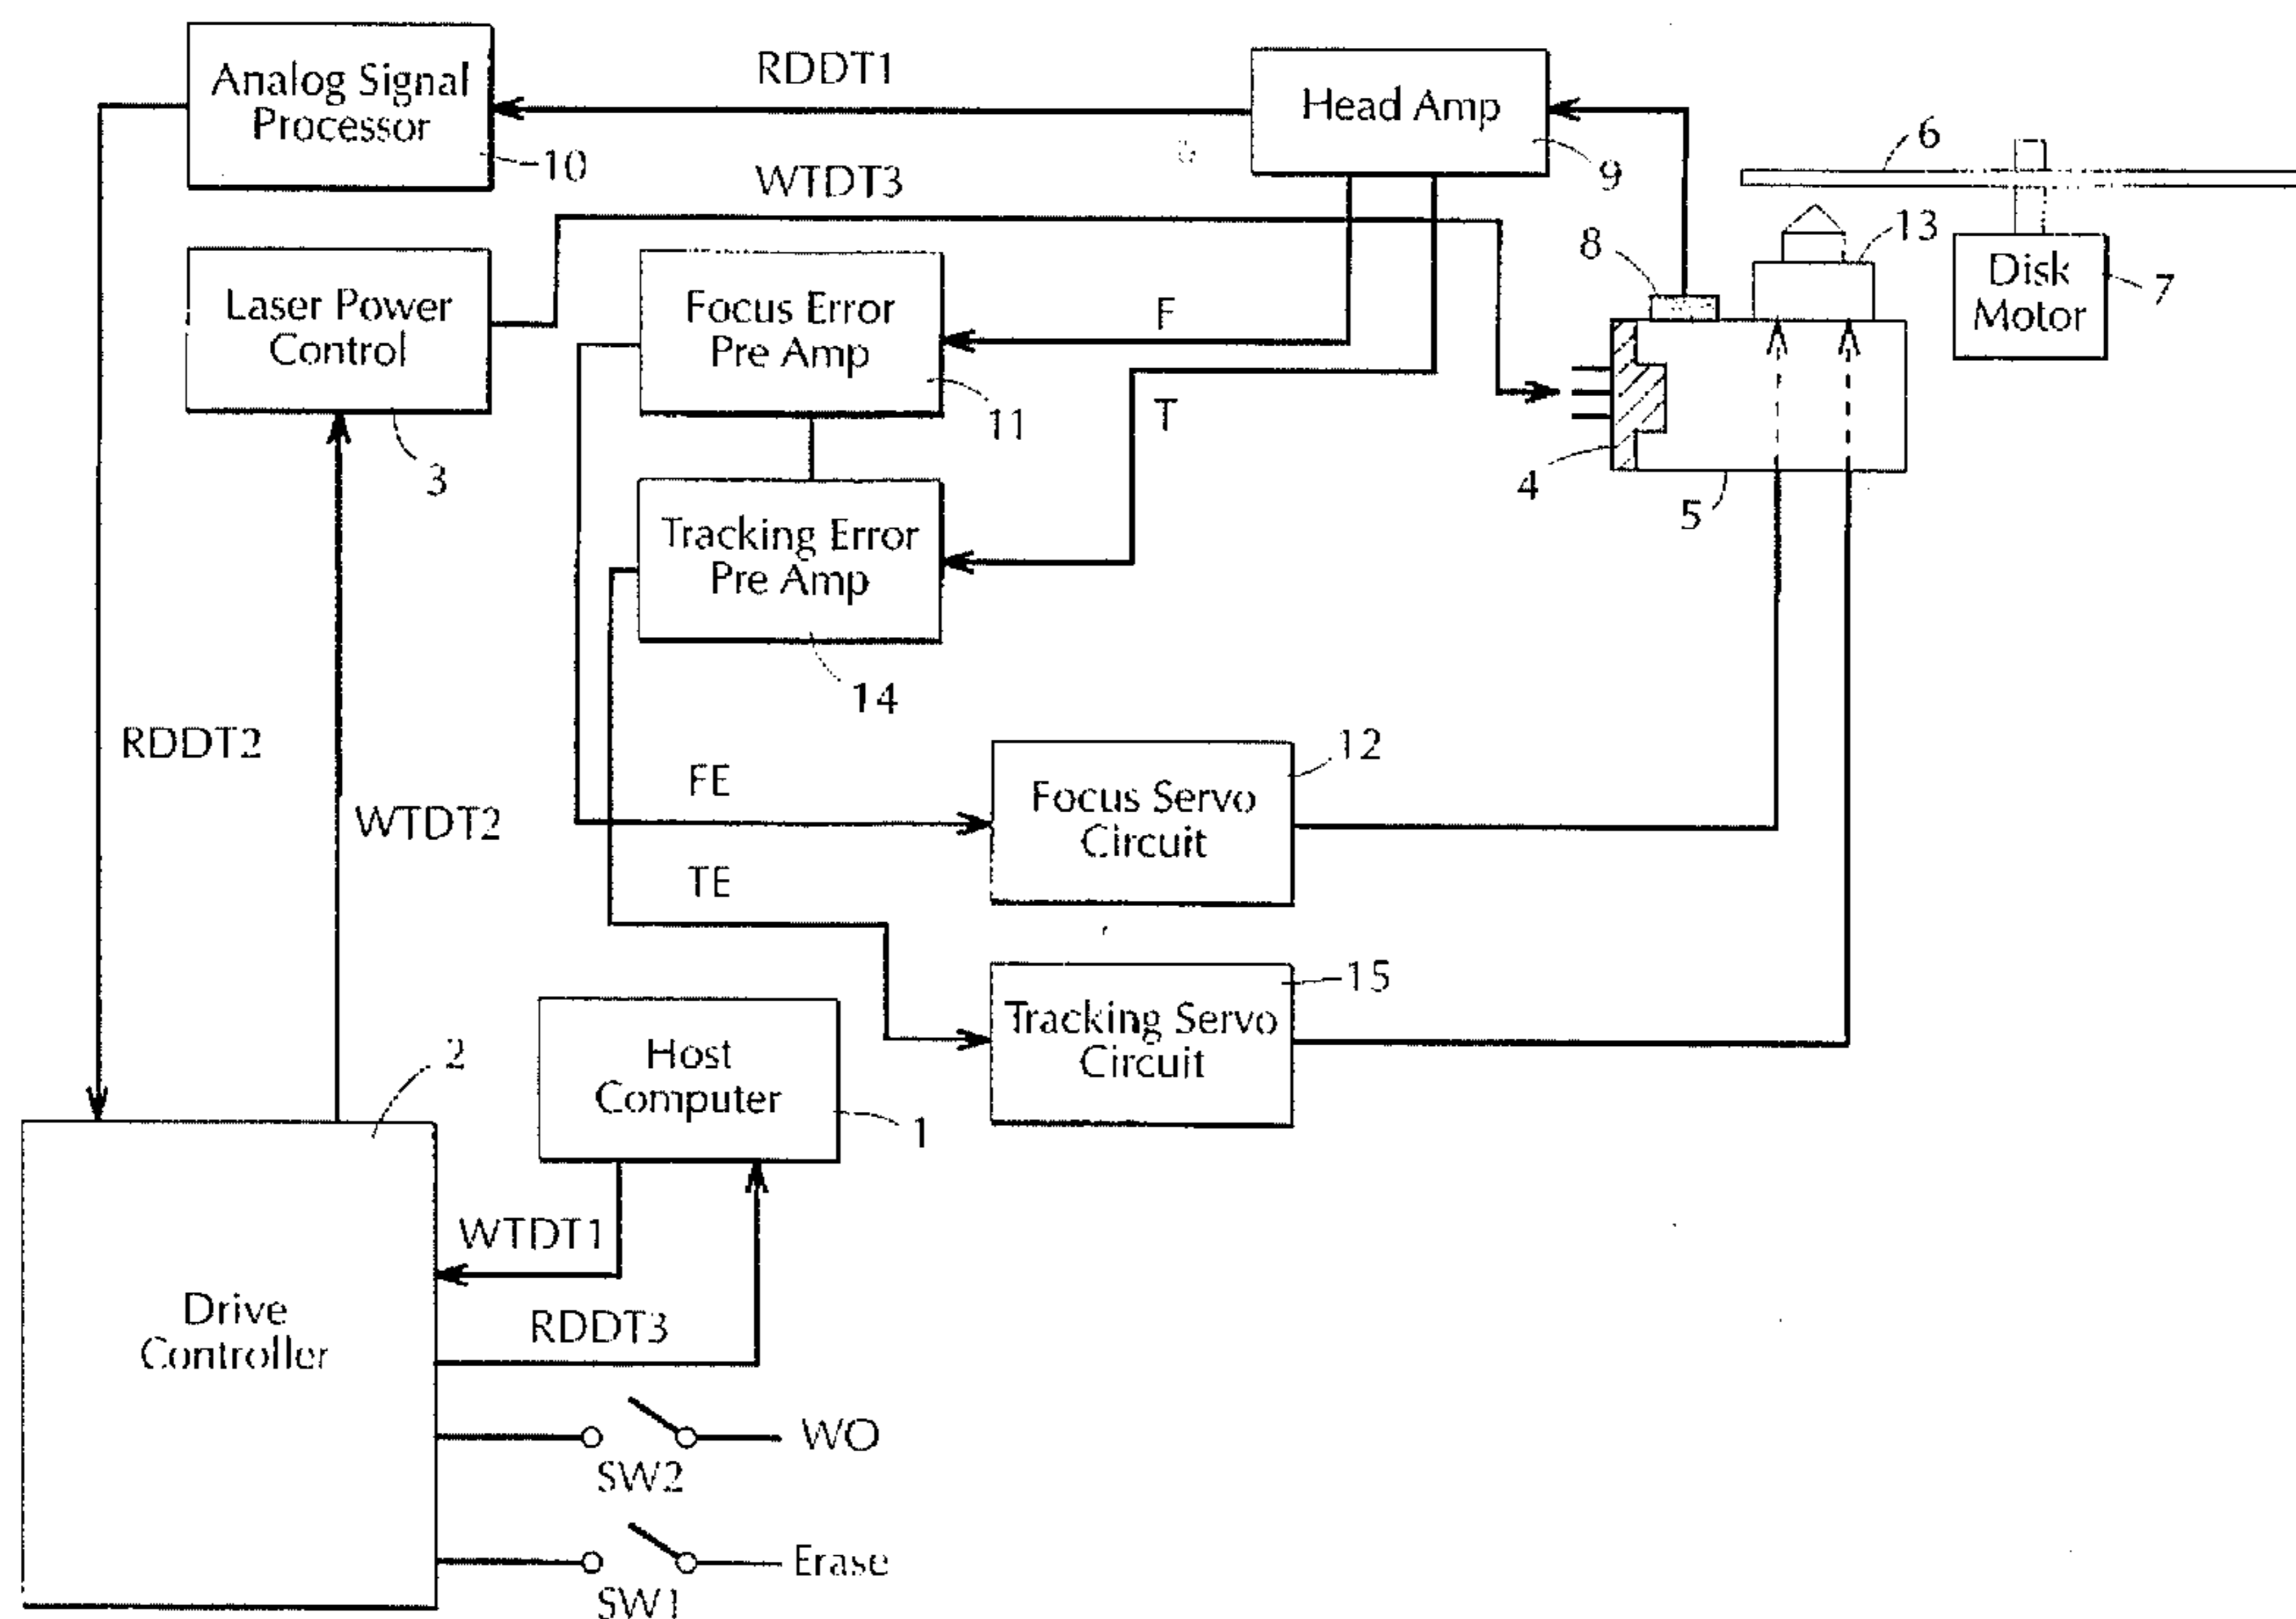 Analog Signal
Processor
10
RDDT1
Head Amp
9
6
WTDT3
8
13
Disk
Motor
7
Laser Power
Control
3
Focus Error
Pre Amp
11
F
T
4
5
Tracking Error
Pre Amp
14
RDDT2
WTDT2
FE
Focus Servo
Circuit
12
TE
Tracking Servo
Circuit
15
2
Host
Computer
1
WTDT1
Drive
Controller
RDDT3
WO
SW2
Erase
SW1